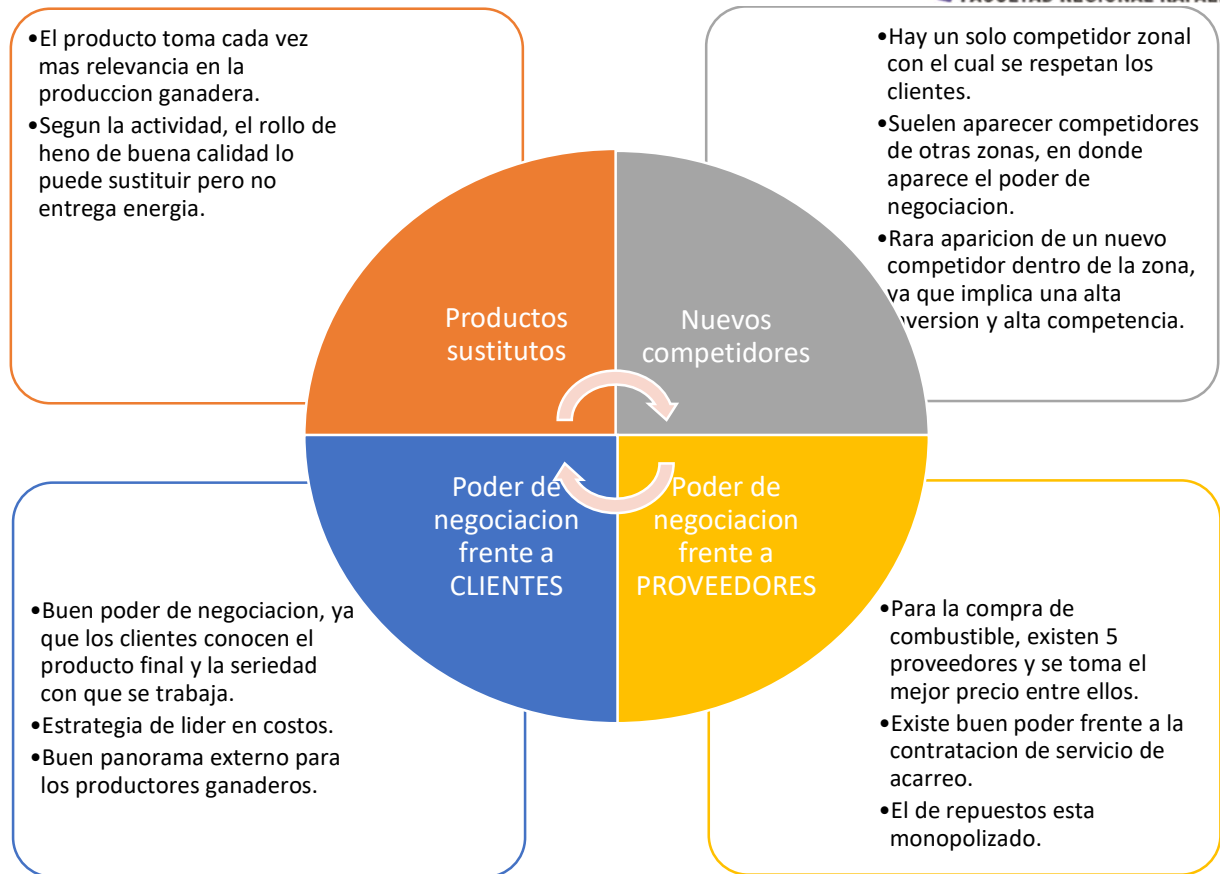 •El producto toma cada vez
mas relevancia en la
produccion ganadera.
•Segun la actividad, el rollo de
heno de buena calidad lo
puede sustituir pero no
entrega energia.
•Hay un solo competidor zonal
con el cual se respetan los
clientes.
•Suelen aparecer competidores
de otras zonas, en donde
aparece el poder de
negociacion.
•Rara aparicion de un nuevo
competidor dentro de la zona,
ya que implica una alta
inversion y alta competencia.
Productos
sustitutos
Nuevos
competidores
Poder de
negociacion
frente a
CLIENTES
Poder de
negociacion
frente a
PROVEEDORES
•Buen poder de negociacion, ya
que los clientes conocen el
producto final y la seriedad
con que se trabaja.
•Estrategia de lider en costos.
•Buen panorama externo para
los productores ganaderos.
•Para la compra de
combustible, existen 5
proveedores y se toma el
mejor precio entre ellos.
•Existe buen poder frente a la
contratacion de servicio de
acarreo.
•El de repuestos esta
monopolizado.